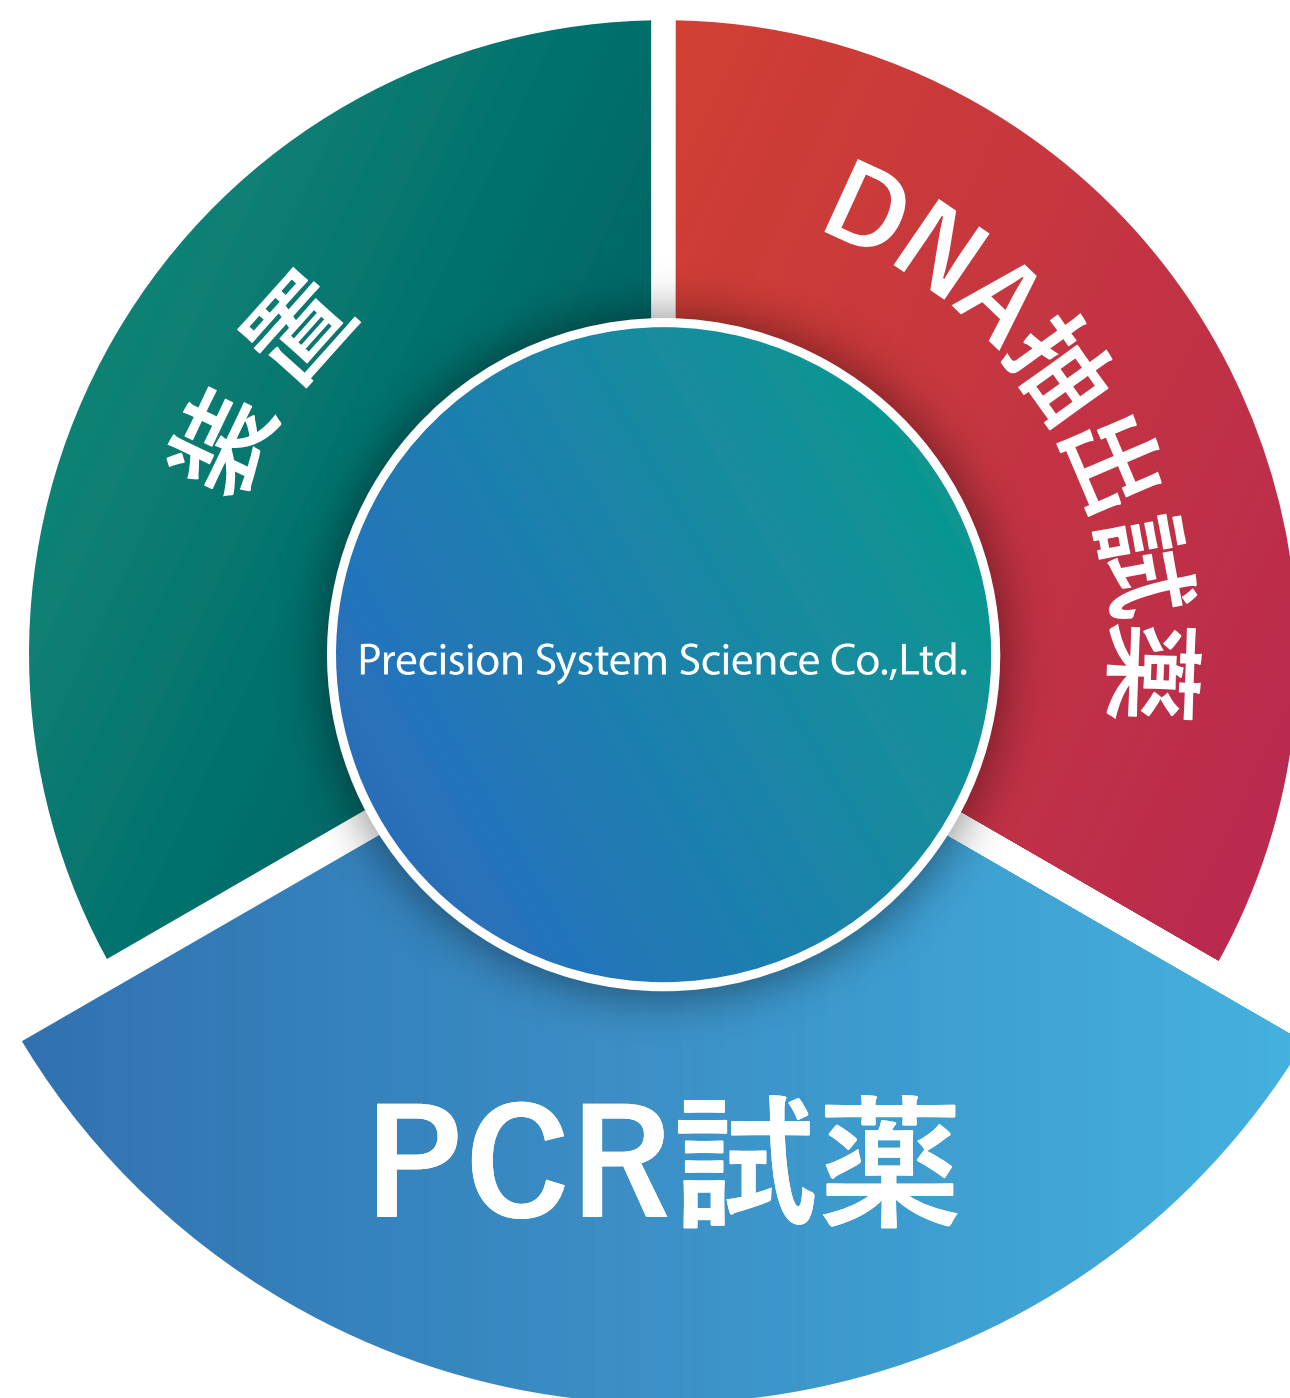 装置
DNA抽出試薬
Precision System Science Co.,Ltd.
PCR試薬